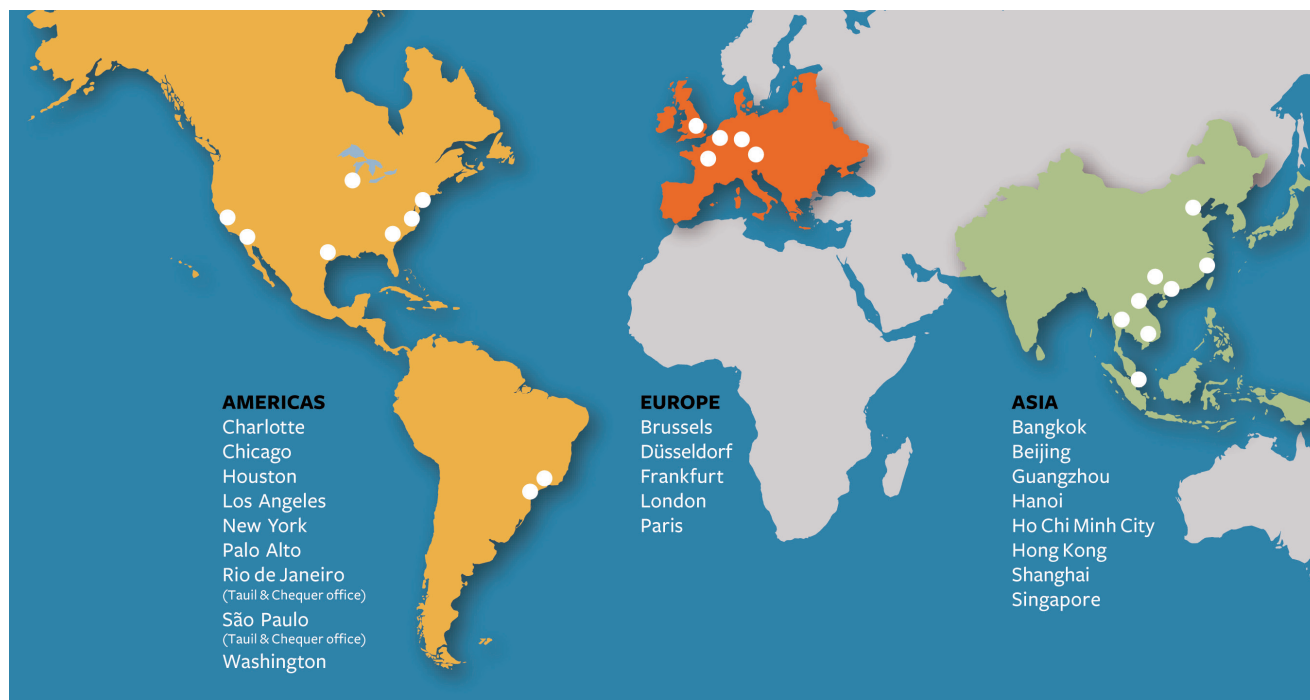 AMERICAS
Charlotte
Chicago
Houston
Los Angeles
New York
Palo Alto
Rio de Janeiro
(Tauil & Chequer office)
São Paulo
(Tauil & Chequer office)
Washington
EUROPE
Brussels
Düsseldorf
Frankfurt
London
Paris
ASIA
Bangkok
Beijing
Guangzhou
Hanoi
Ho Chi Minh City
Hong Kong
Shanghai
Singapore